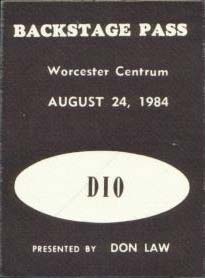 BACKSTAGE PASS
Worcester Centrum
AUGUST 24, 1984
DIO
PRESENTED BY DON LAW